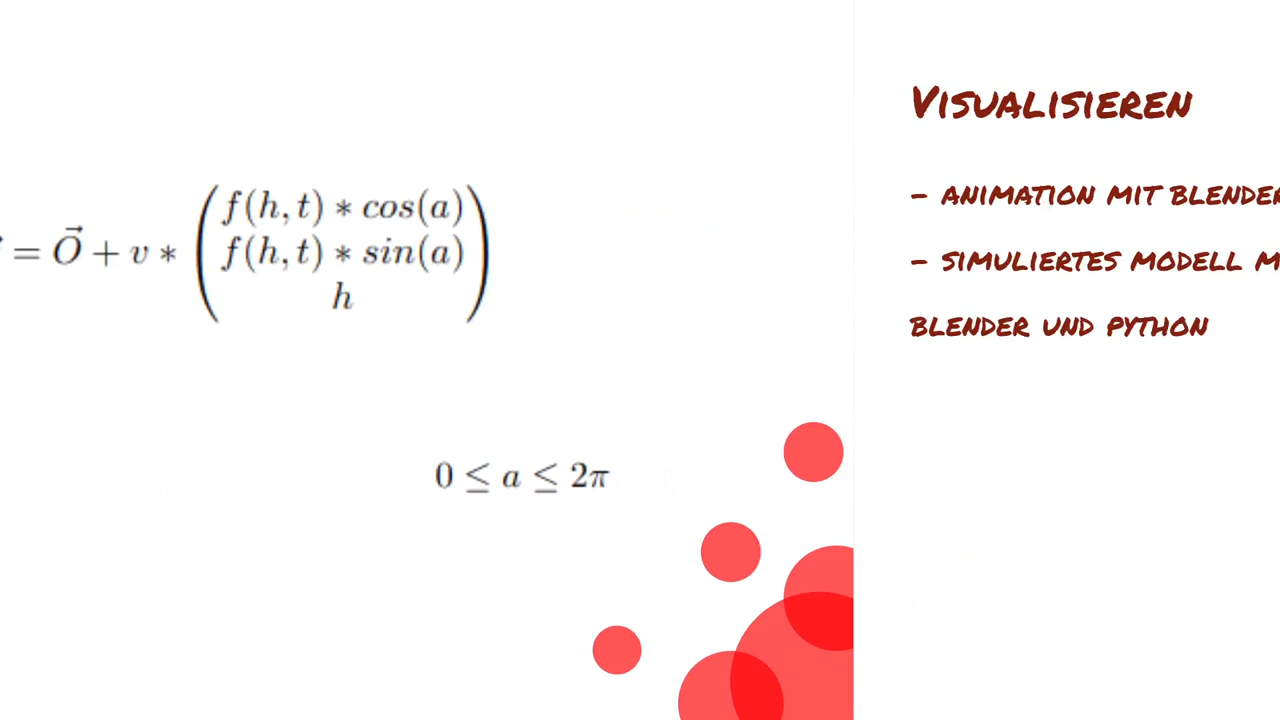 = O⃗ + v * ( f(h, t) * cos(a)
f(h, t) * sin(a)
h )
0 ≤ a ≤ 2π
VISUALISIEREN
- ANIMATION MIT BLENDER
- SIMULIERTES MODELL M
BLENDER UND PYTHON